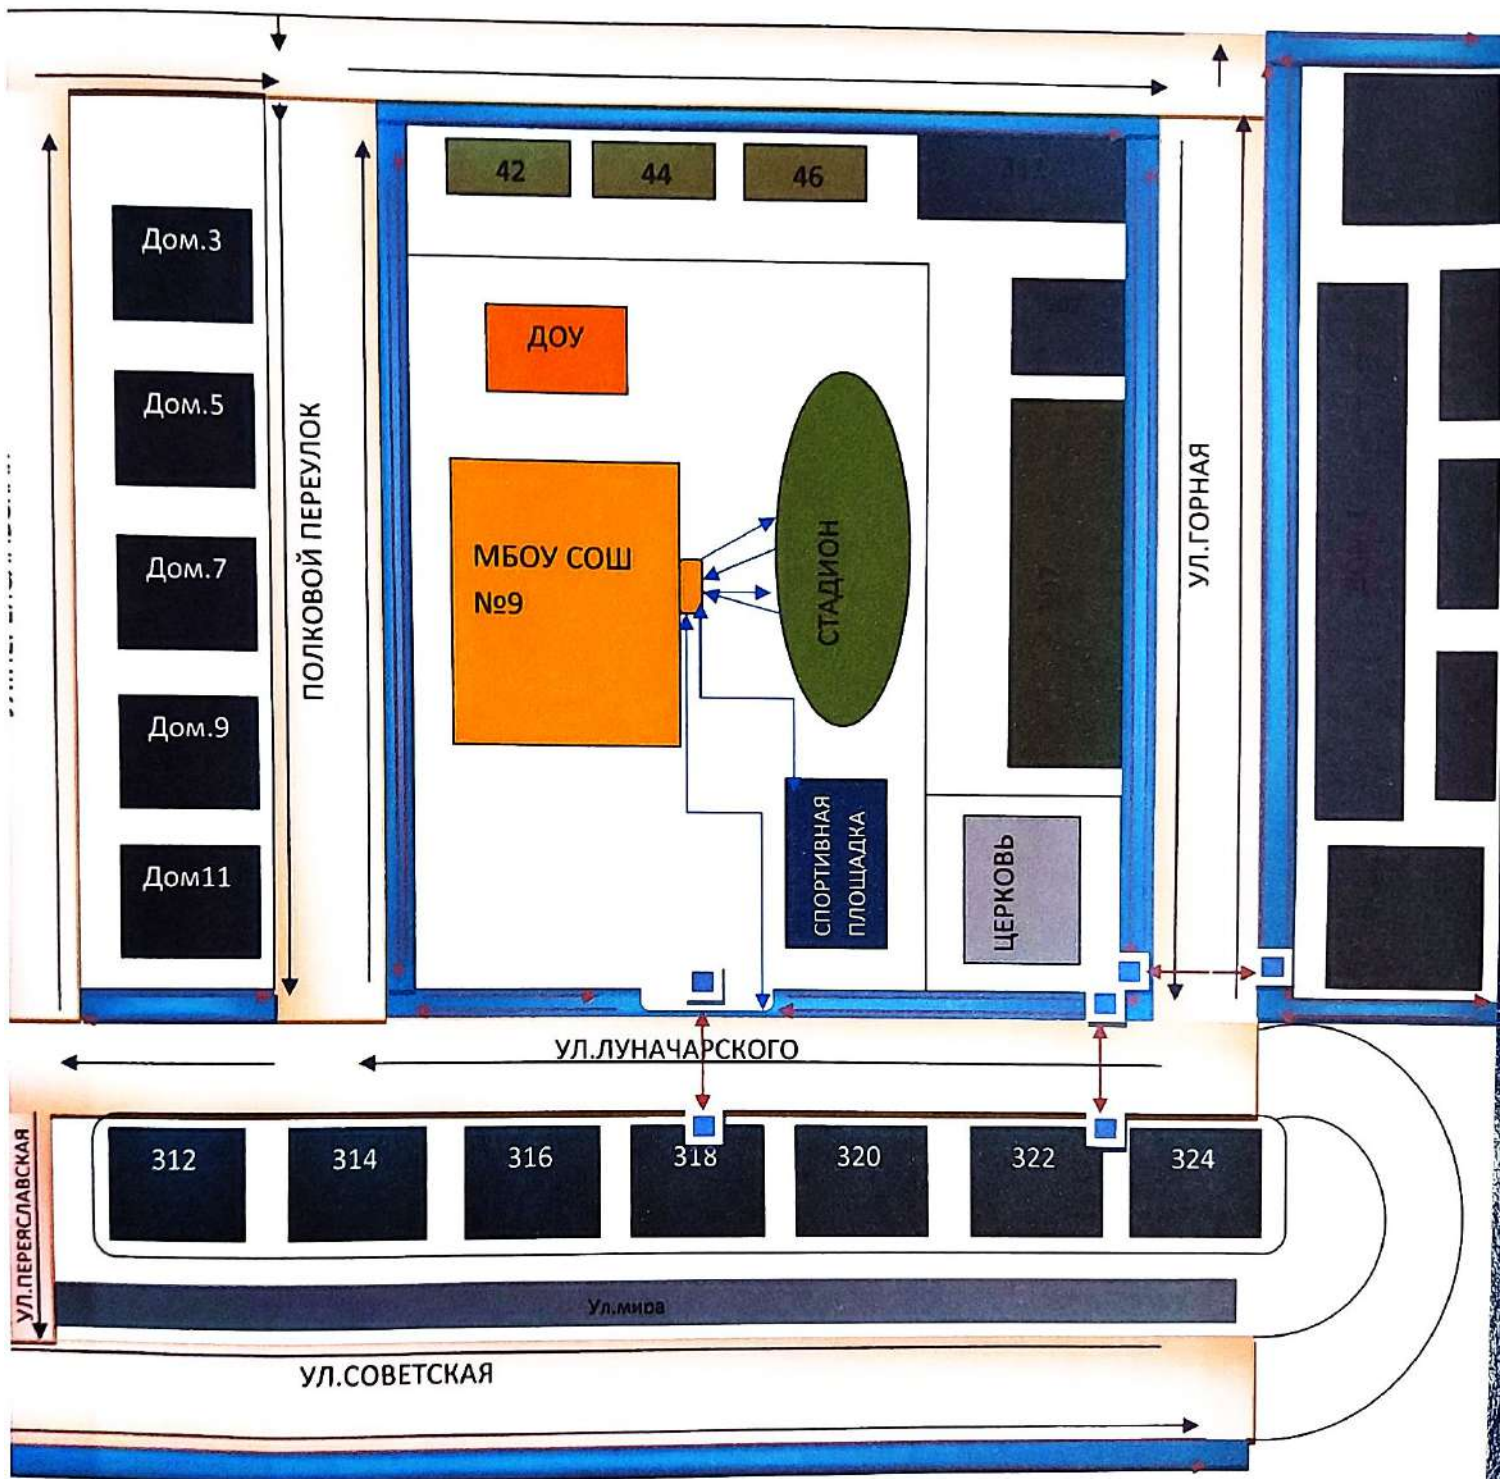 42
44
46
Дом.3
ДОУ
Дом.5
ПОЛКОВОЙ ПЕРЕУЛОК
УЛ.ГОРНАЯ
МБОУ СОШ
№9
СТАДИОН
Дом.7
Дом.9
СПОРТИВНАЯ
ПЛОЩАДКА
ЦЕРКОВЬ
Дом11
УЛ.ЛУНАЧАРСКОГО
312
314
316
318
320
322
324
УЛ.ПЕРЕЯСЛАВСКАЯ
Ул.мира
УЛ.СОВЕТСКАЯ